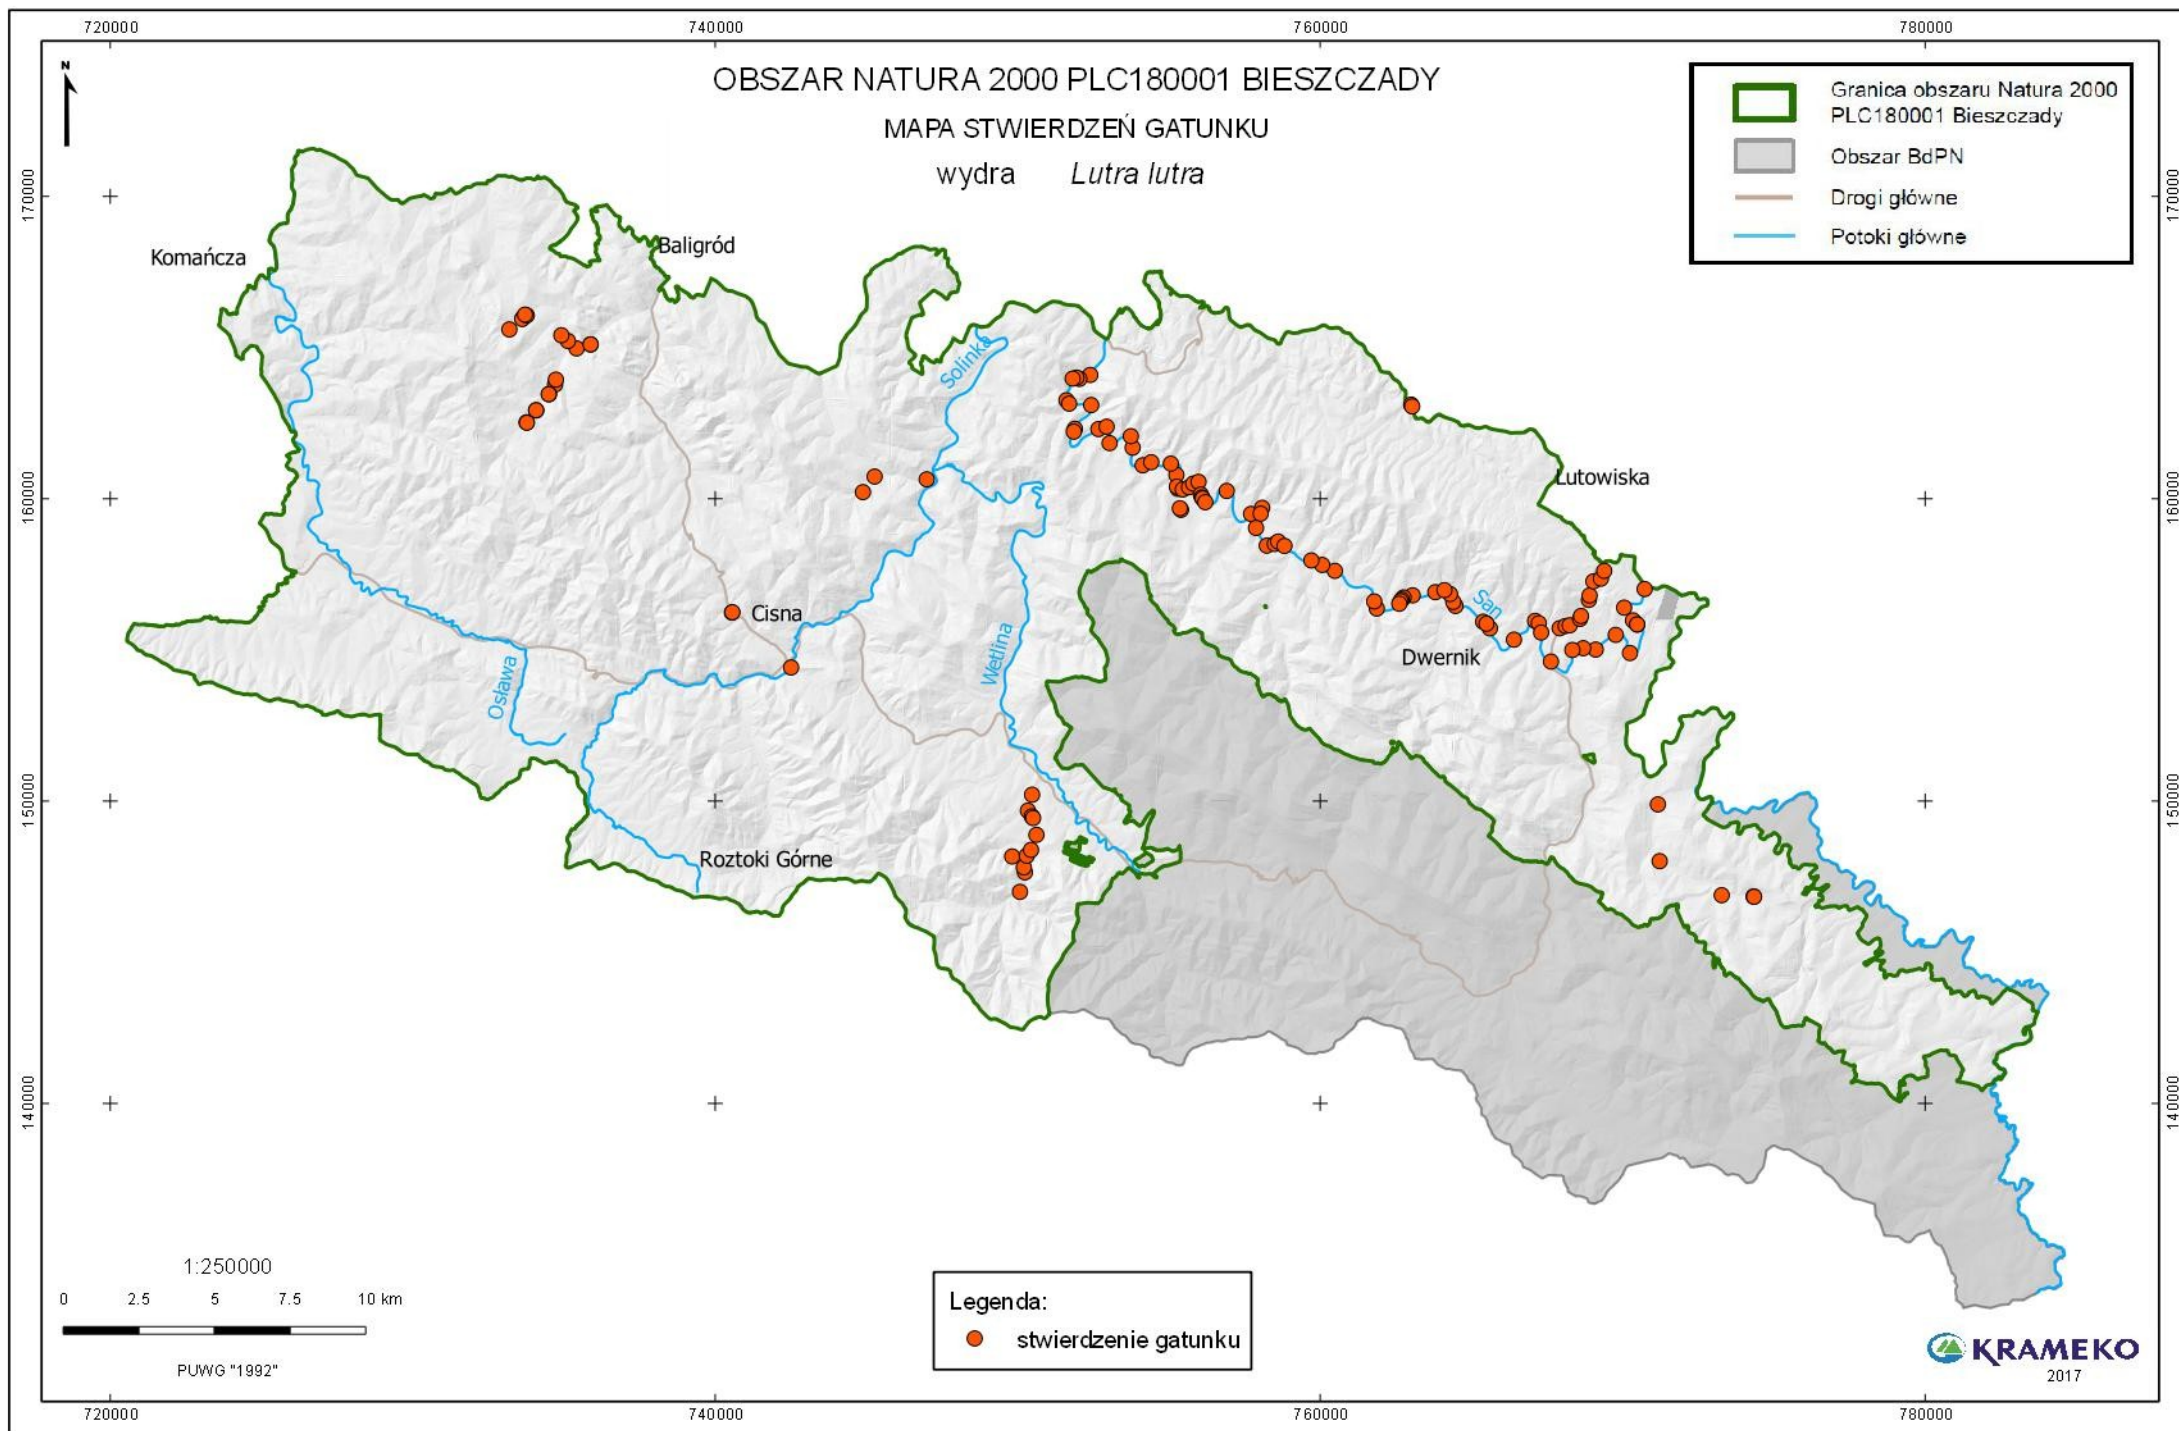 720000 740000 760000 780000
N
OBSZAR NATURA 2000 PLC180001 BIESZCZADY
MAPA STWIERDZEŃ GATUNKU
wydra Lutra lutra
Granica obszaru Natura 2000
PLC180001 Bieszczady
Obszar BdPN
Drogi główne
Potoki główne
170000 170000
Komańcza
Baligród
Solinka
Lutowiska
160000 160000
San
Cisna
Wetlina
Dwernik
Osława
150000 150000
Roztoki Górne
140000 140000
1:250000
0 2.5 5 7.5 10 km
PUWG "1992"
Legenda:
stwierdzenie gatunku
KRAMEKO
2017
720000 740000 760000 780000